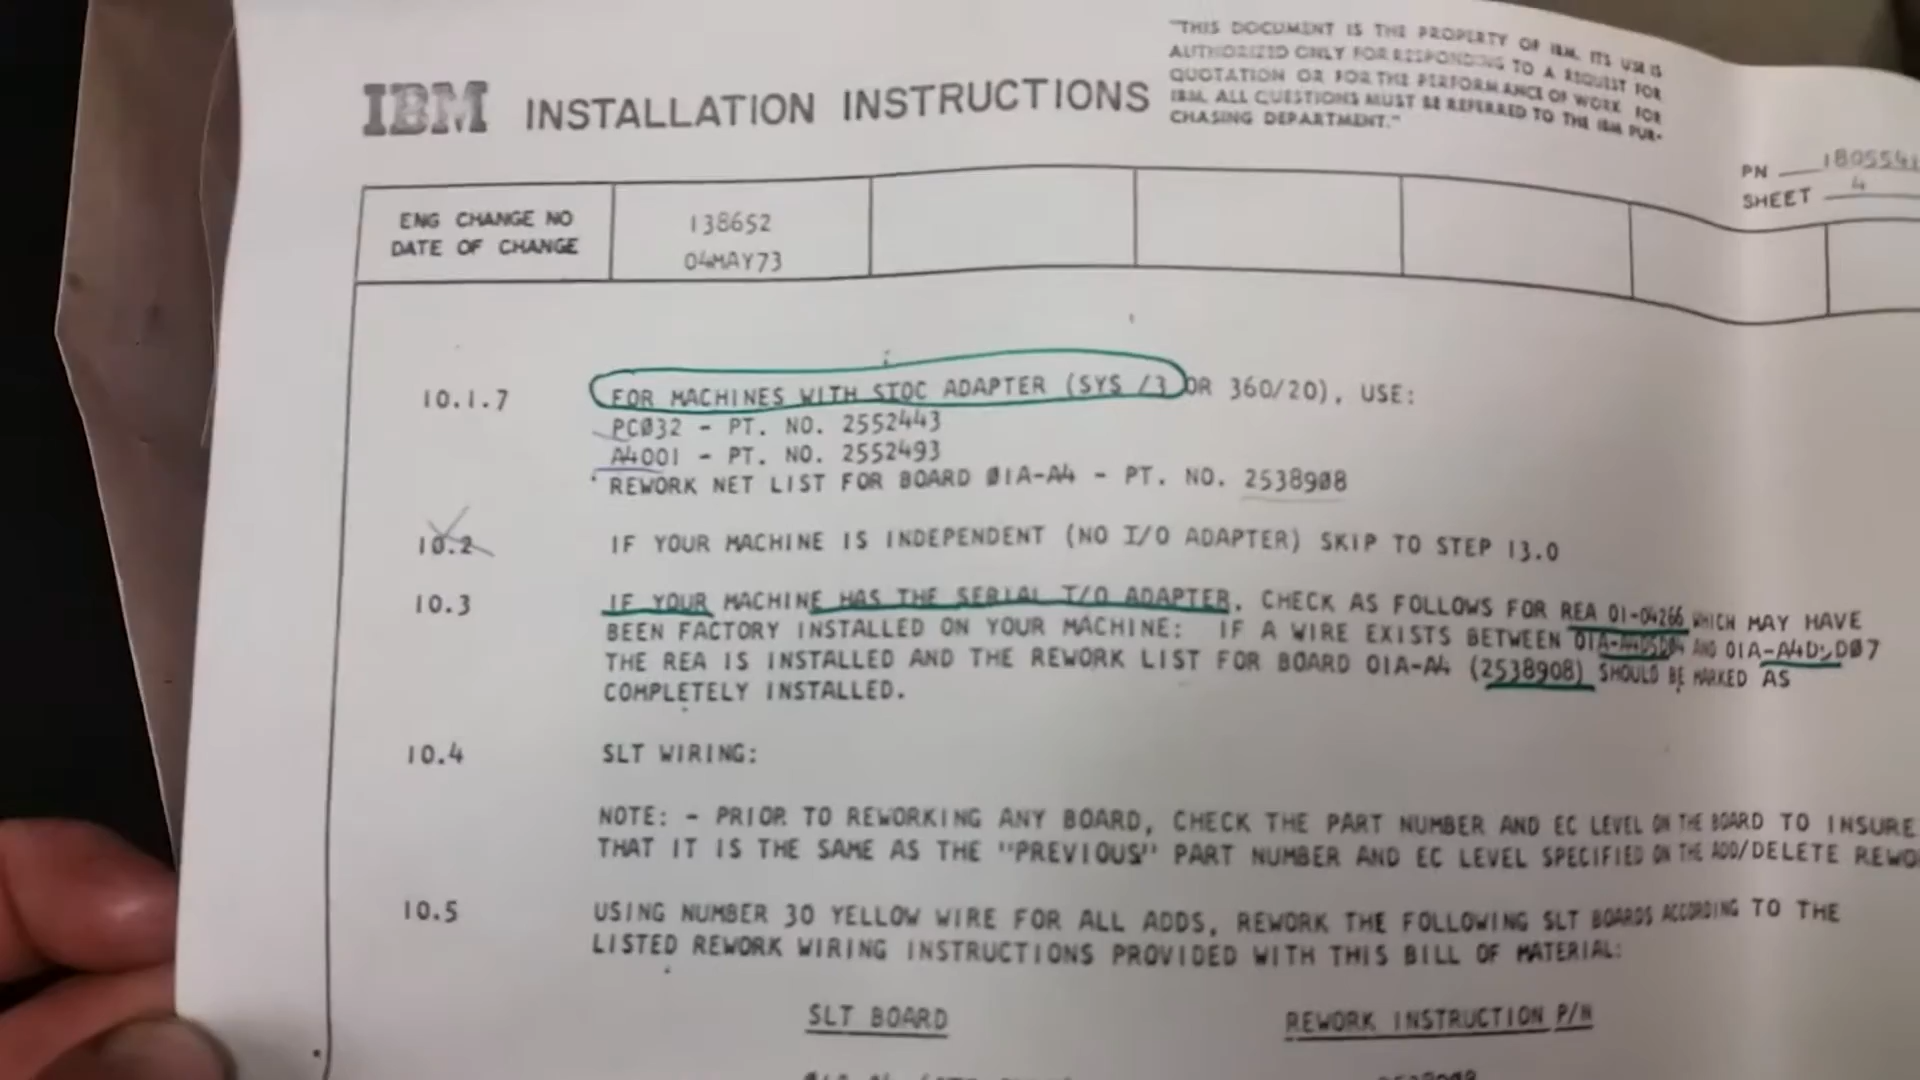 IBM INSTALLATION INSTRUCTIONS
"THIS DOCUMENT IS THE PROPERTY OF IBM. ITS USE IS
AUTHORIZED ONLY FOR RESPONDING TO A REQUEST FOR
QUOTATION OR FOR THE PERFORMANCE OF WORK FOR
IBM. ALL QUESTIONS MUST BE REFERRED TO THE IBM PUR-
CHASING DEPARTMENT."
PN 1805541
SHEET 4
ENG CHANGE NO 138652
DATE OF CHANGE 04MAY73
10.1.7 FOR MACHINES WITH STOC ADAPTER (SYS /3 OR 360/20), USE:
PCØ32 - PT. NO. 2552443
A4001 - PT. NO. 2552493
REWORK NET LIST FOR BOARD Ø1A-A4 - PT. NO. 25389Ø8
10.2 IF YOUR MACHINE IS INDEPENDENT (NO I/O ADAPTER) SKIP TO STEP 13.0
10.3 IF YOUR MACHINE HAS THE SERIAL I/O ADAPTER, CHECK AS FOLLOWS FOR REA 01-04266 WHICH MAY HAVE
BEEN FACTORY INSTALLED ON YOUR MACHINE: IF A WIRE EXISTS BETWEEN AND
THE REA IS INSTALLED AND THE REWORK LIST FOR BOARD 01A-A4 (2538908) SHOULD BE MARKED AS
COMPLETELY INSTALLED.
10.4 SLT WIRING:
NOTE: - PRIOR TO REWORKING ANY BOARD, CHECK THE PART NUMBER AND EC LEVEL ON THE BOARD TO INSURE
THAT IT IS THE SAME AS THE "PREVIOUS" PART NUMBER AND EC LEVEL SPECIFIED ON THE ADD/DELETE REWO
10.5 USING NUMBER 30 YELLOW WIRE FOR ALL ADDS, REWORK THE FOLLOWING SLT BOARDS ACCORDING TO THE
LISTED REWORK WIRING INSTRUCTIONS PROVIDED WITH THIS BILL OF MATERIAL:
SLT BOARD REWORK INSTRUCTION P/N